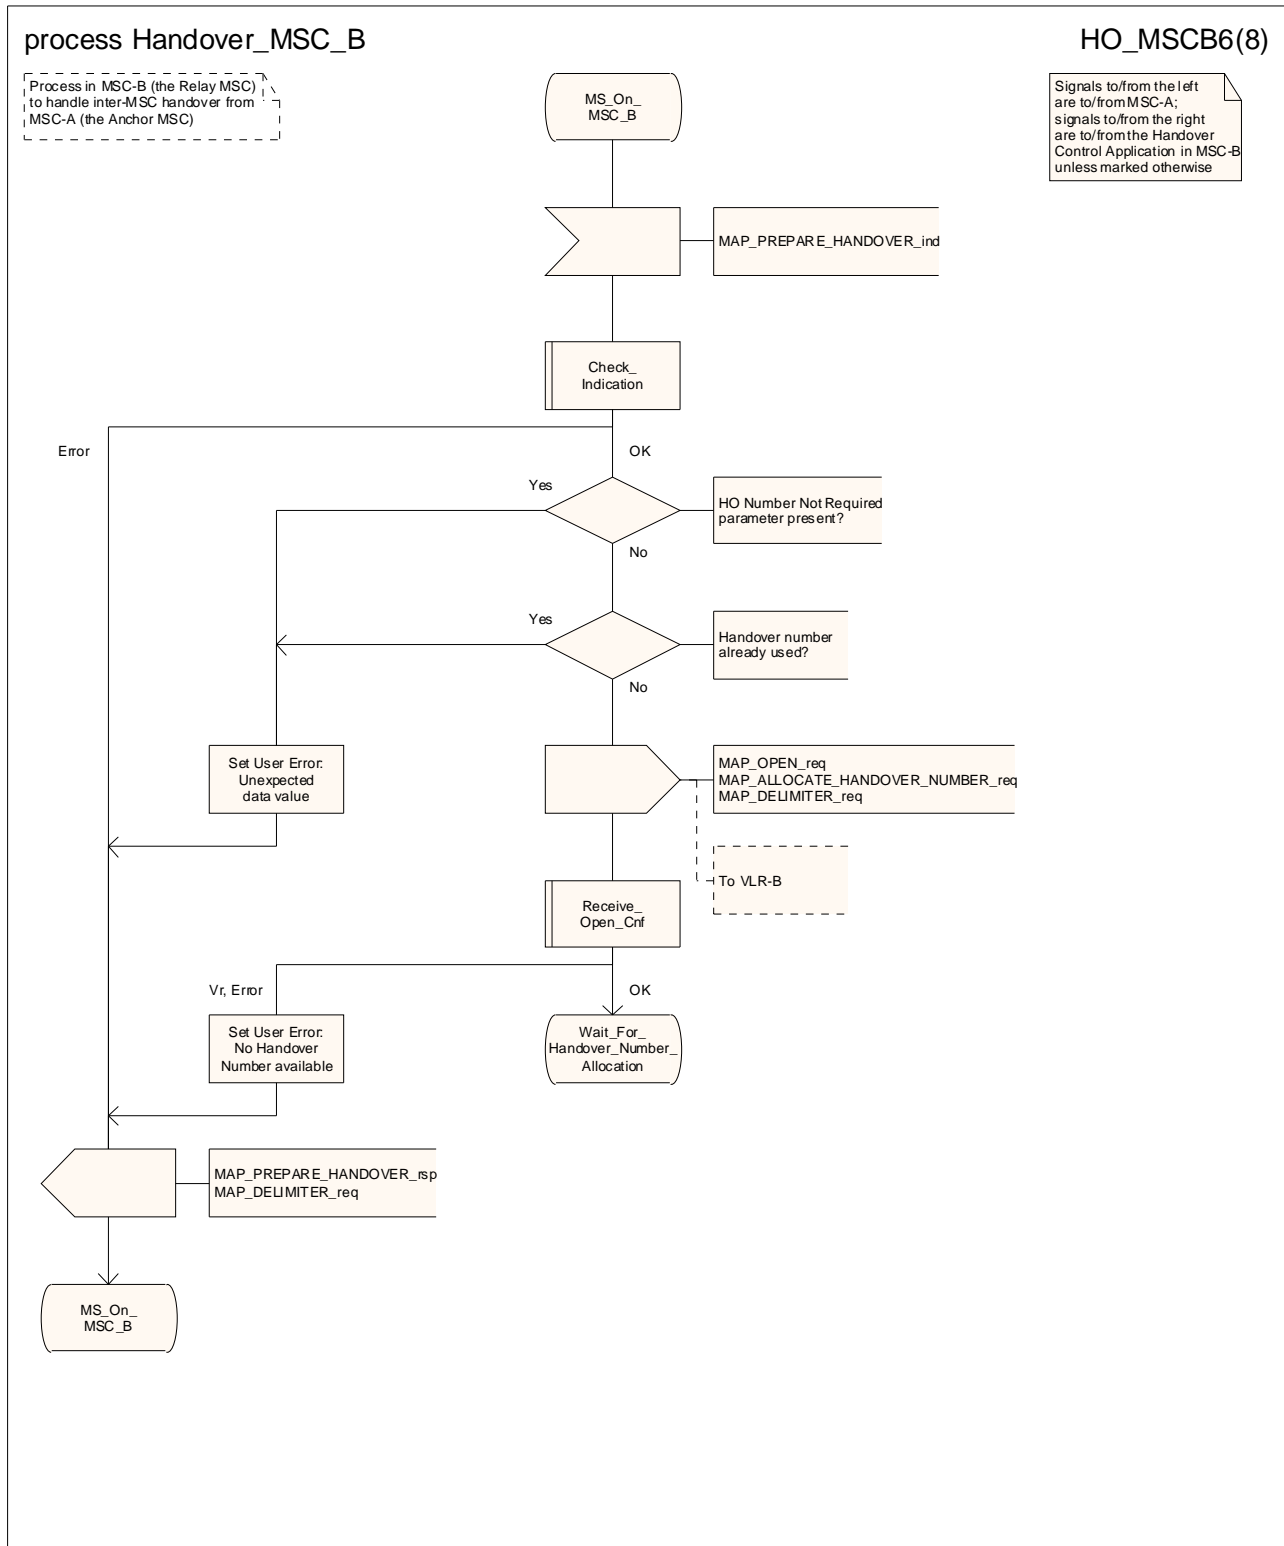 process Handover_MSC_B
HO_MSCB6(8)
Process in MSC-B (the Relay MSC)
to handle inter-MSC handover from
MSC-A (the Anchor MSC)
MS_On_
MSC_B
Signals to/from the left
are to/from MSC-A;
signals to/from the right
are to/from the Handover
Control Application in MSC-B
unless marked otherwise
MAP_PREPARE_HANDOVER_ind
Check_
Indication
Error
OK
Yes
HO Number Not Required
parameter present?
No
Yes
Handover number
already used?
No
Set User Error:
Unexpected
data value
MAP_OPEN_req
MAP_ALLOCATE_HANDOVER_NUMBER_req
MAP_DELIMITER_req
To VLR-B
Receive_
Open_Cnf
Vr, Error
OK
Set User Error:
No Handover
Number available
Wait_For_
Handover_Number_
Allocation
MAP_PREPARE_HANDOVER_rsp
MAP_DELIMITER_req
MS_On_
MSC_B